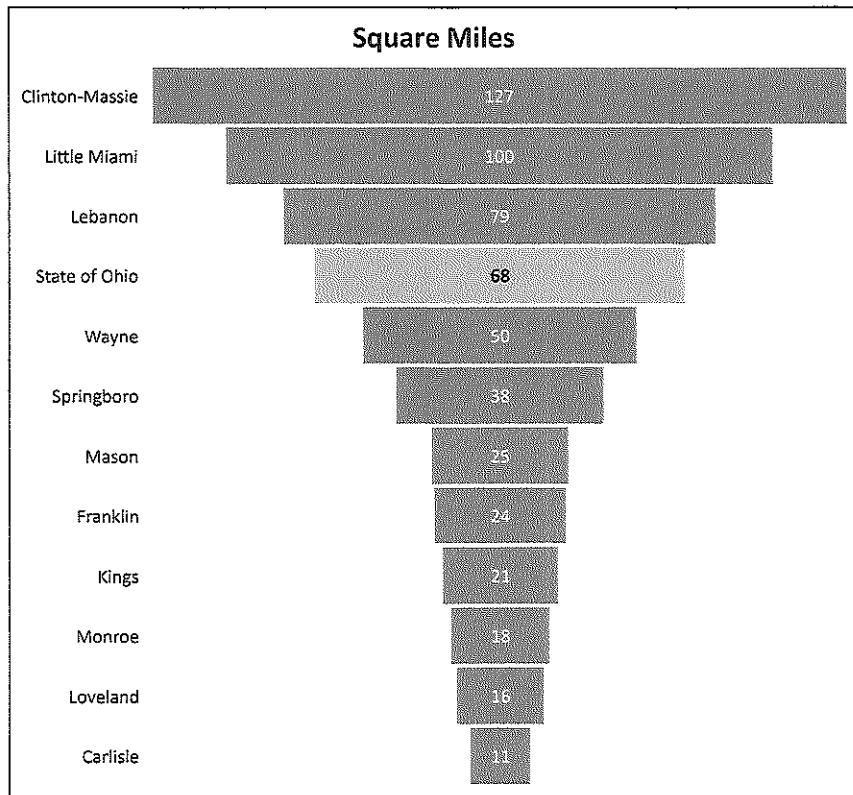 Square Miles
Clinton-Massie 127
Little Miami 100
Lebanon 79
State of Ohio 68
Wayne 50
Springboro 38
Mason 25
Franklin 24
Kings 21
Monroe 18
Loveland 16
Carlisle 11